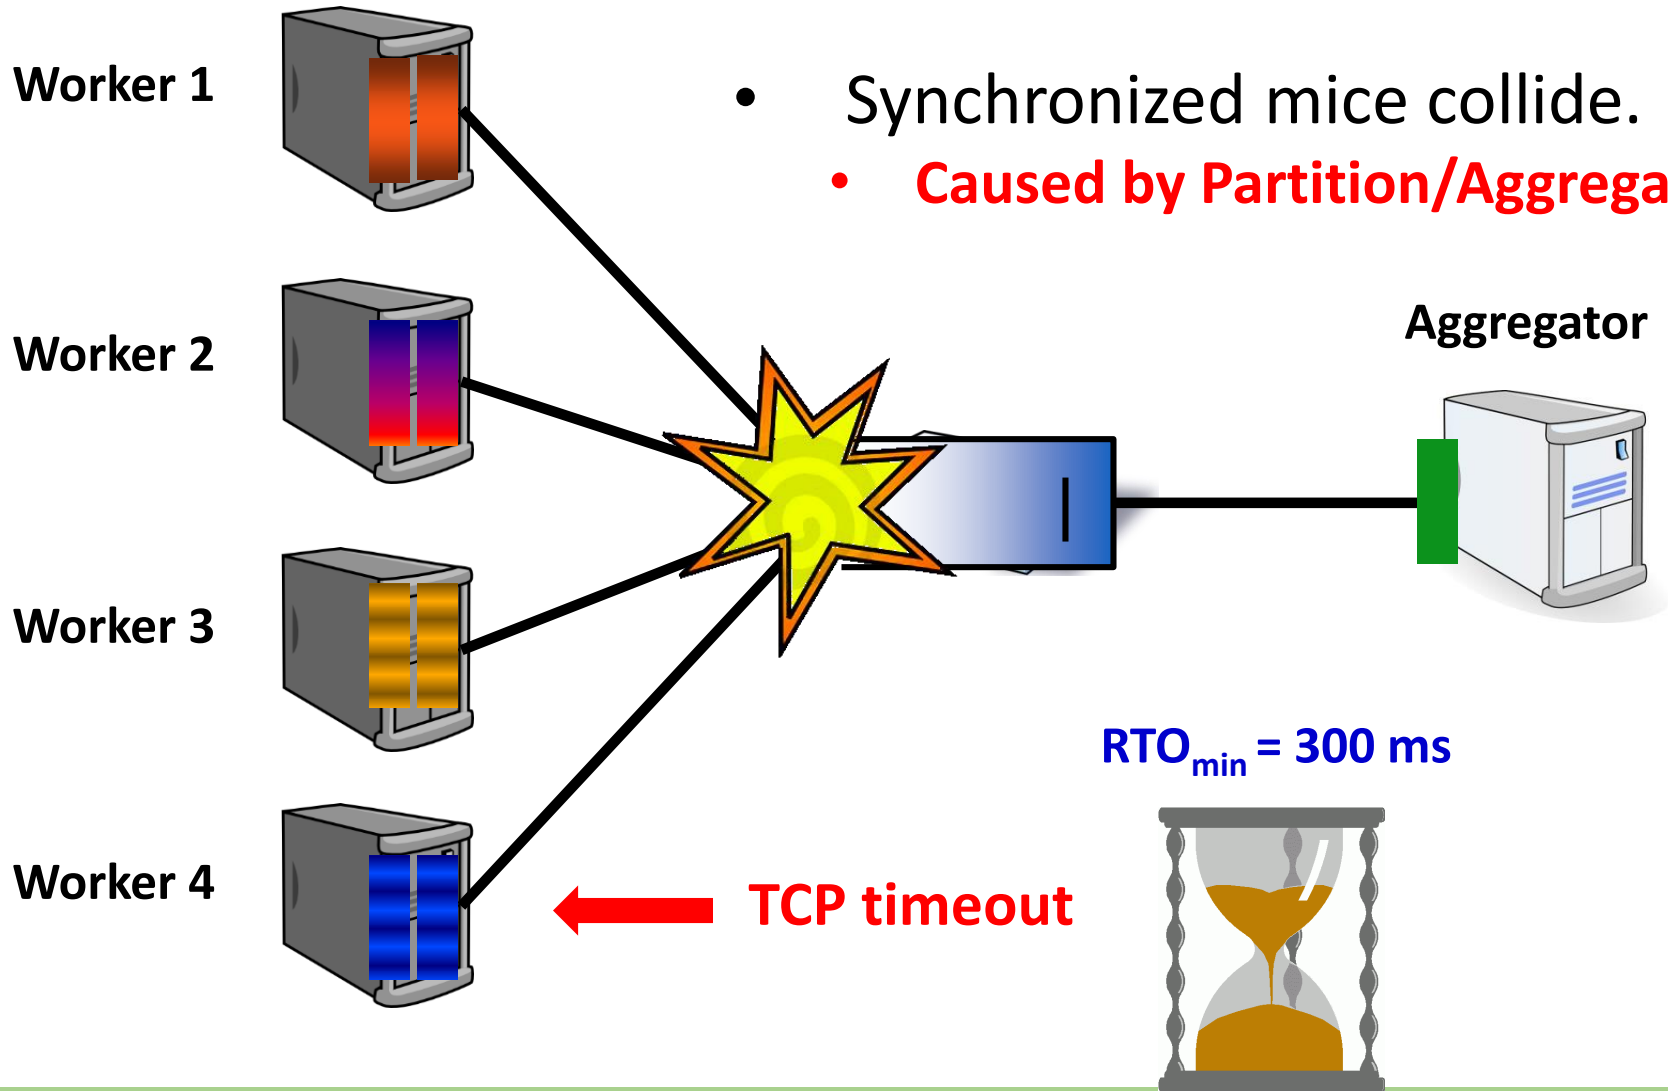 Worker 1
• Synchronized mice collide.
• Caused by Partition/Aggrega
Aggregator
Worker 2
Worker 3
RTOmin = 300 ms
Worker 4
TCP timeout